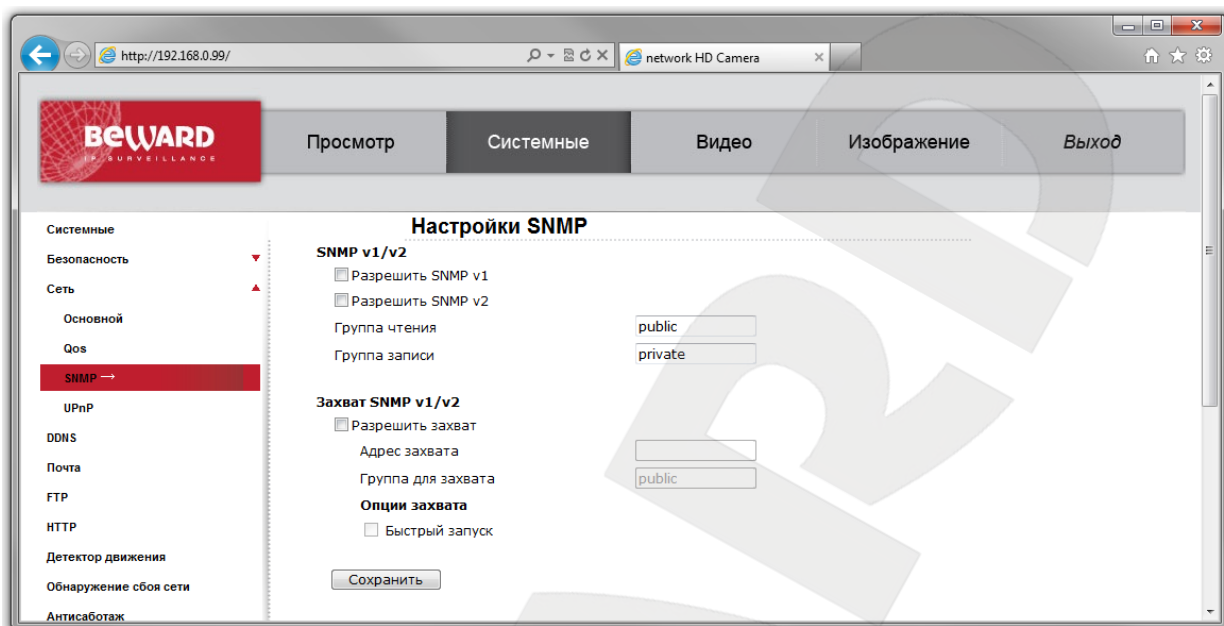 http://192.168.0.99/
network HD Camera
BEWARD
IP SURVEILLANCE
Просмотр
Системные
Видео
Изображение
Выход
Системные
Безопасность
Сеть
Основной
Qos
SNMP →
UPnP
DDNS
Почта
FTP
HTTP
Детектор движения
Обнаружение сбоя сети
Антисаботаж
Настройки SNMP
SNMP v1/v2
Разрешить SNMP v1
Разрешить SNMP v2
Группа чтения public
Группа записи private
Захват SNMP v1/v2
Разрешить захват
Адрес захвата
Группа для захвата public
Опции захвата
Быстрый запуск
Сохранить